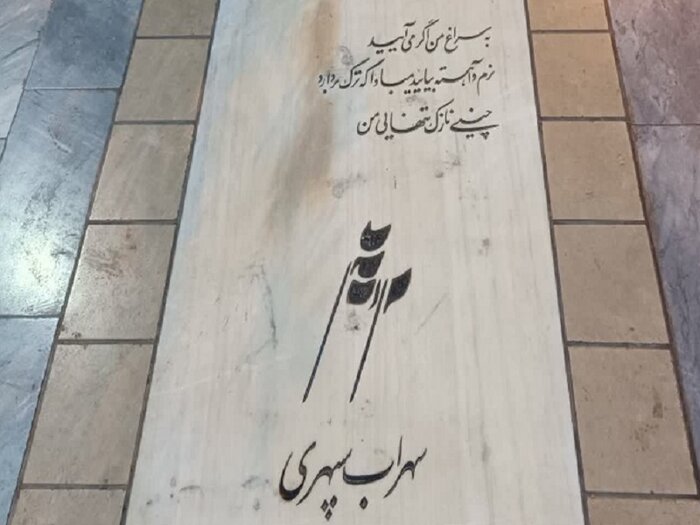 به سراغ من اگر می آیید
نرم و آهسته بیایید مبادا که ترک بردارد
چینی نازک تنهایی من
سهراب سپهری